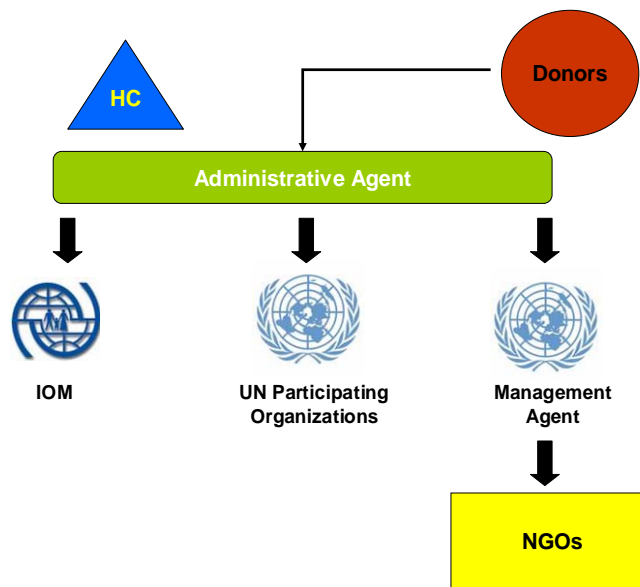 HC
Donors
Administrative Agent
IOM
UN Participating
Organizations
Management
Agent
NGOs